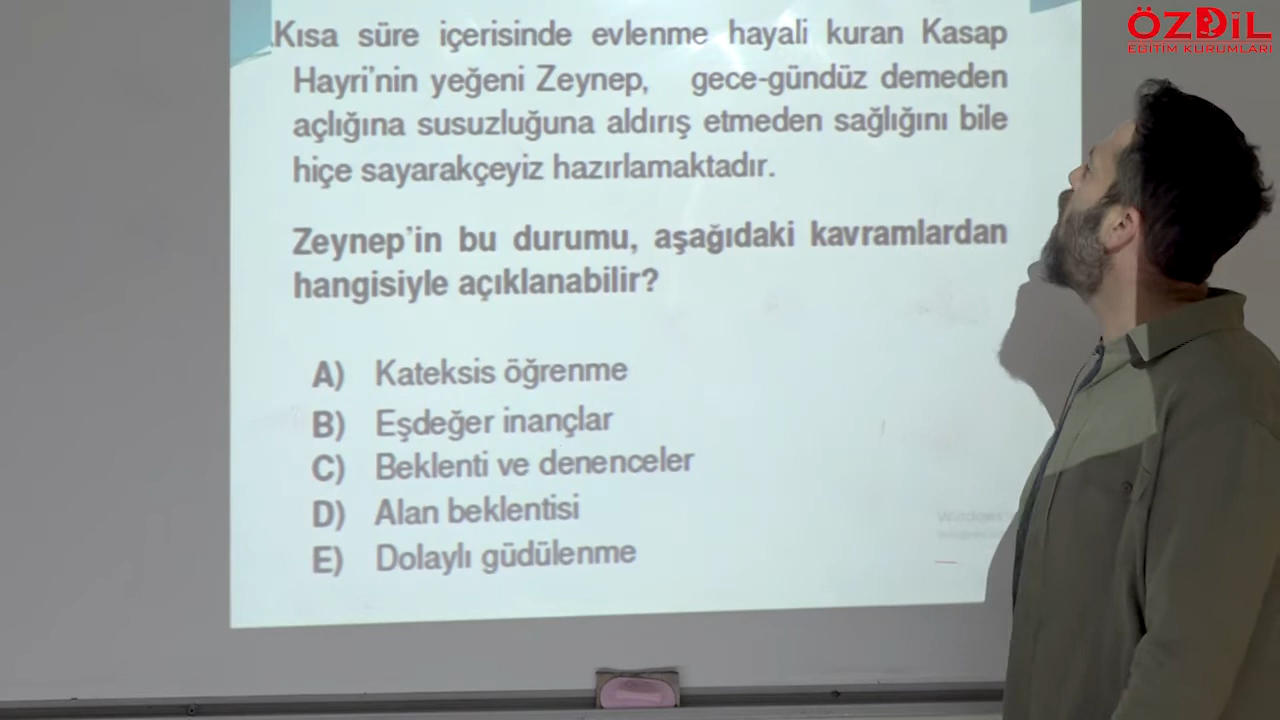 ÖZDİL
EĞİTİM KURUMLARI
Kısa süre içerisinde evlenme hayali kuran Kasap
Hayri'nin yeğeni Zeynep, gece-gündüz demeden
açlığına susuzluğuna aldırış etmeden sağlığını bile
hiçe sayarakçeyiz hazırlamaktadır.
Zeynep'in bu durumu, aşağıdaki kavramlardan
hangisiyle açıklanabilir?
A) Kateksis öğrenme
B) Eşdeğer inançlar
C) Beklenti ve denenceler
D) Alan beklentisi
E) Dolaylı güdülenme